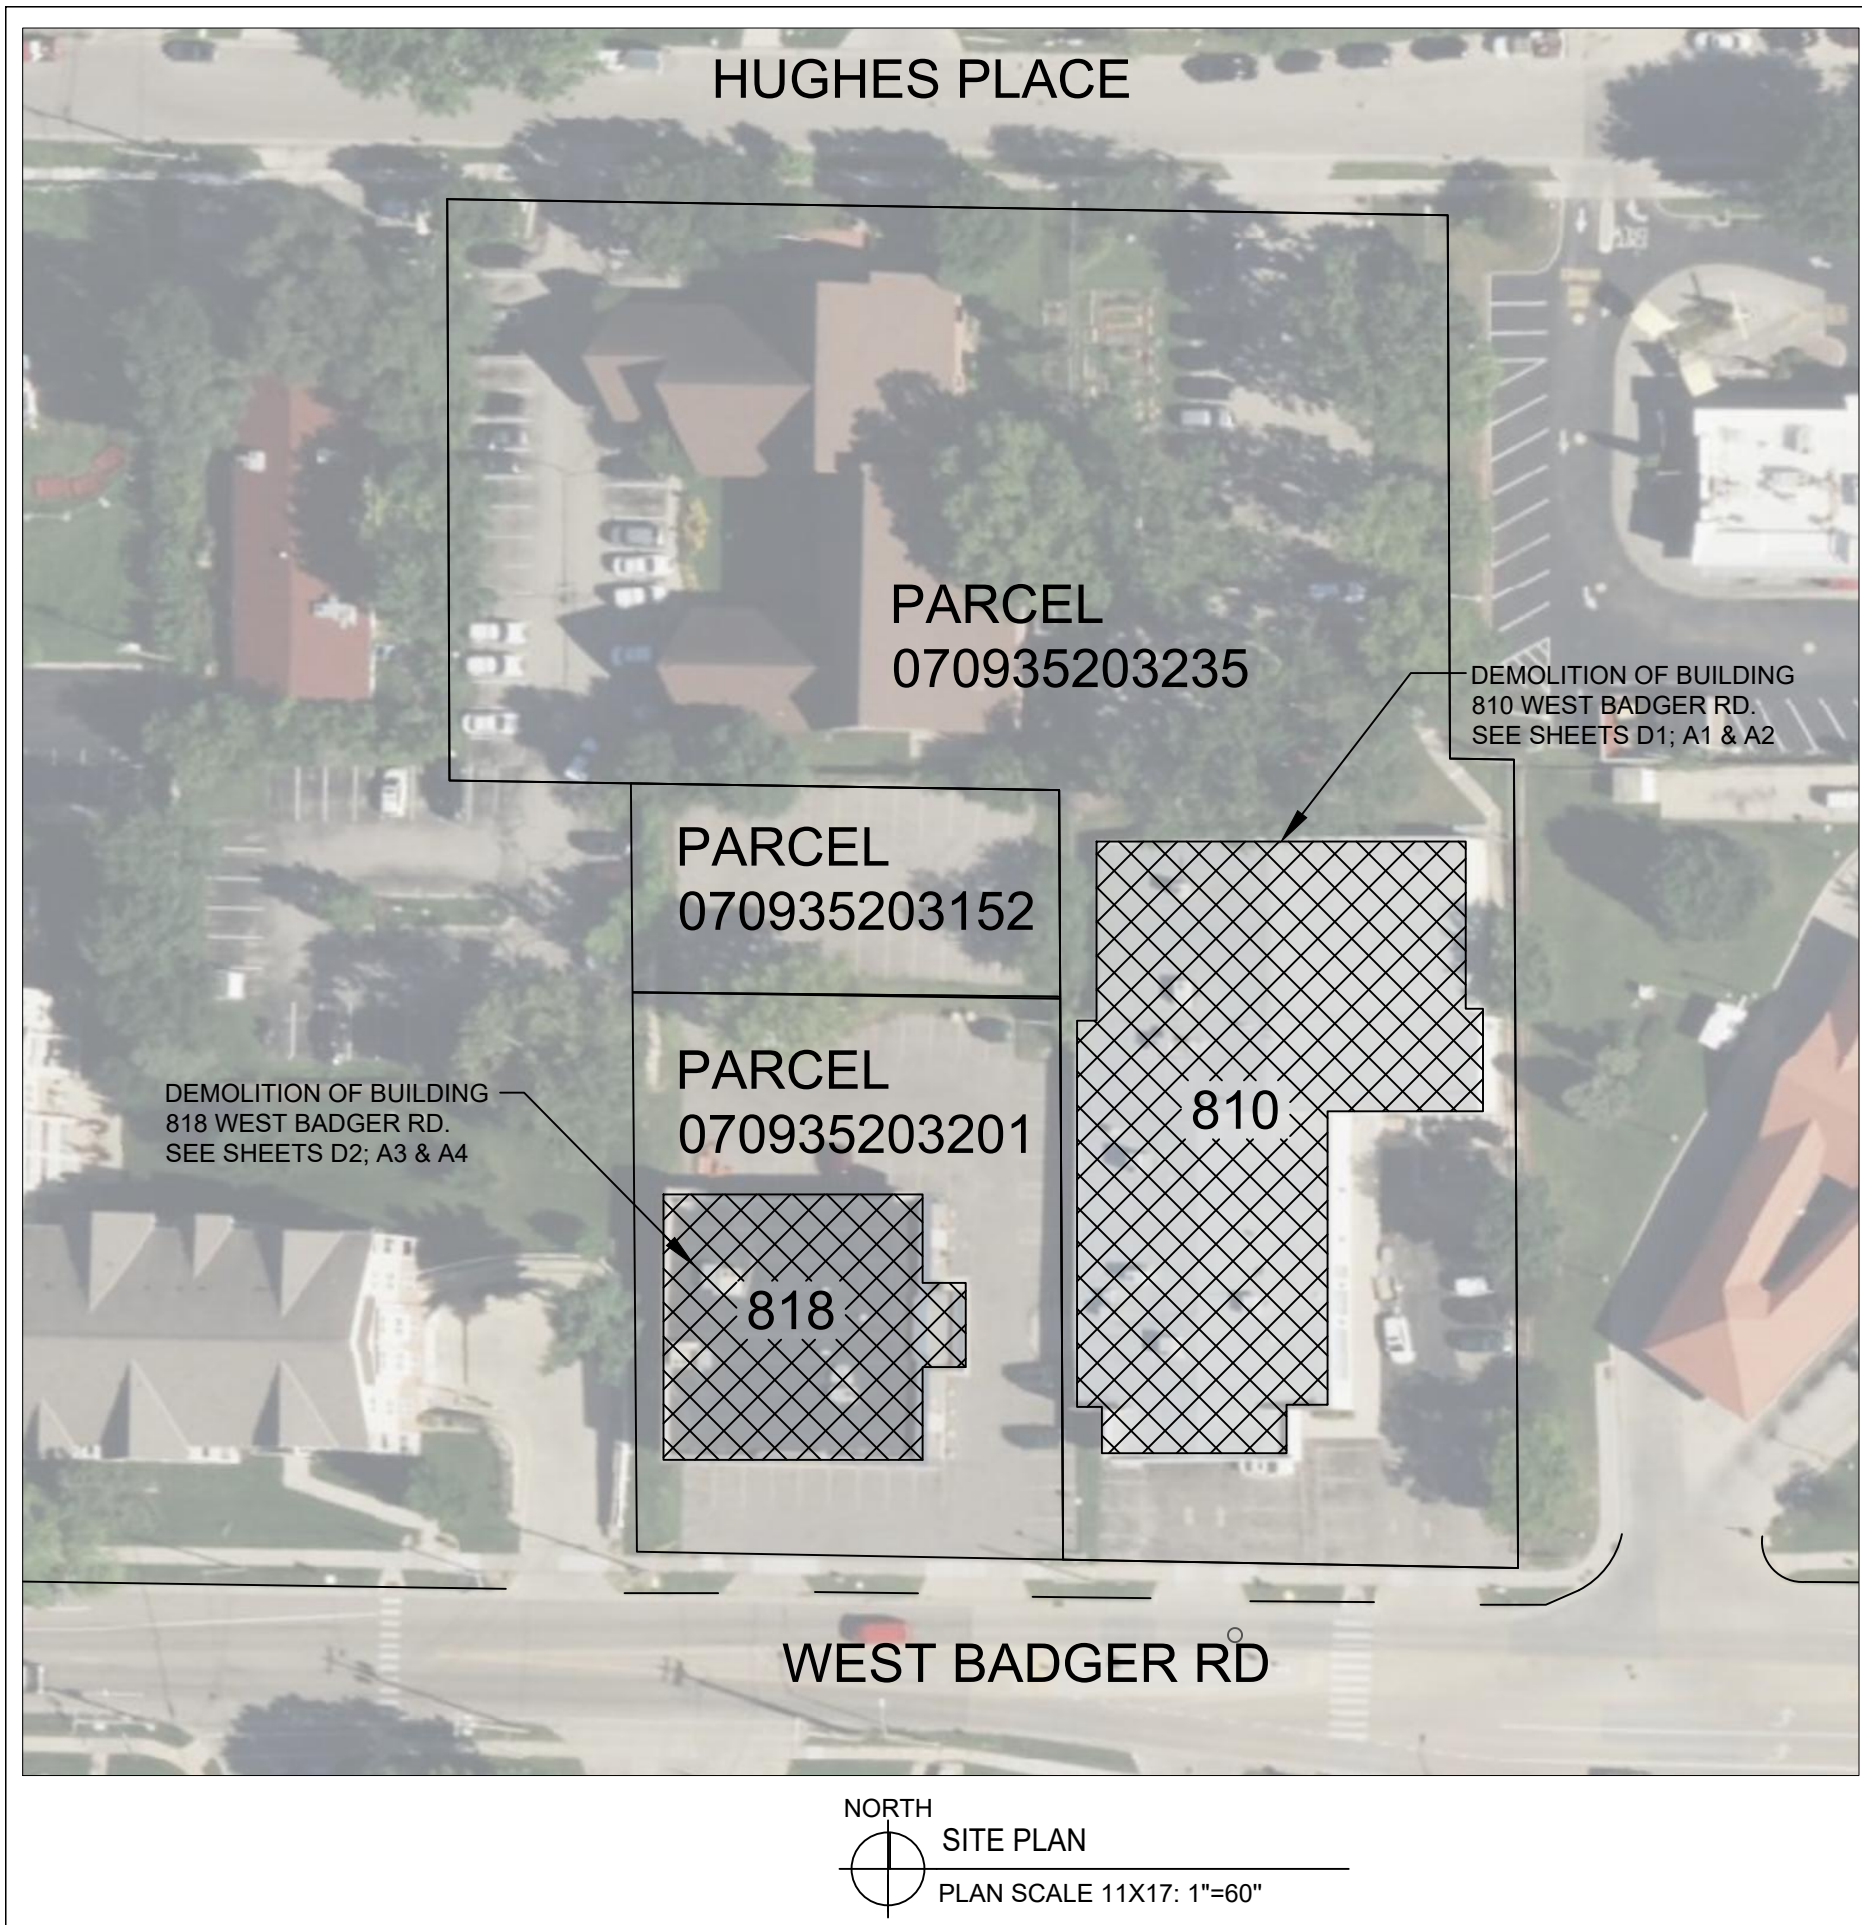 HUGHES PLACE
PARCEL
070935203235
DEMOLITION OF BUILDING
810 WEST BADGER RD.
SEE SHEETS D1; A1 & A2
PARCEL
070935203152
PARCEL
070935203201
DEMOLITION OF BUILDING
818 WEST BADGER RD.
SEE SHEETS D2; A3 & A4
810
818
WEST BADGER RD
NORTH
SITE PLAN
PLAN SCALE 11X17: 1"=60"